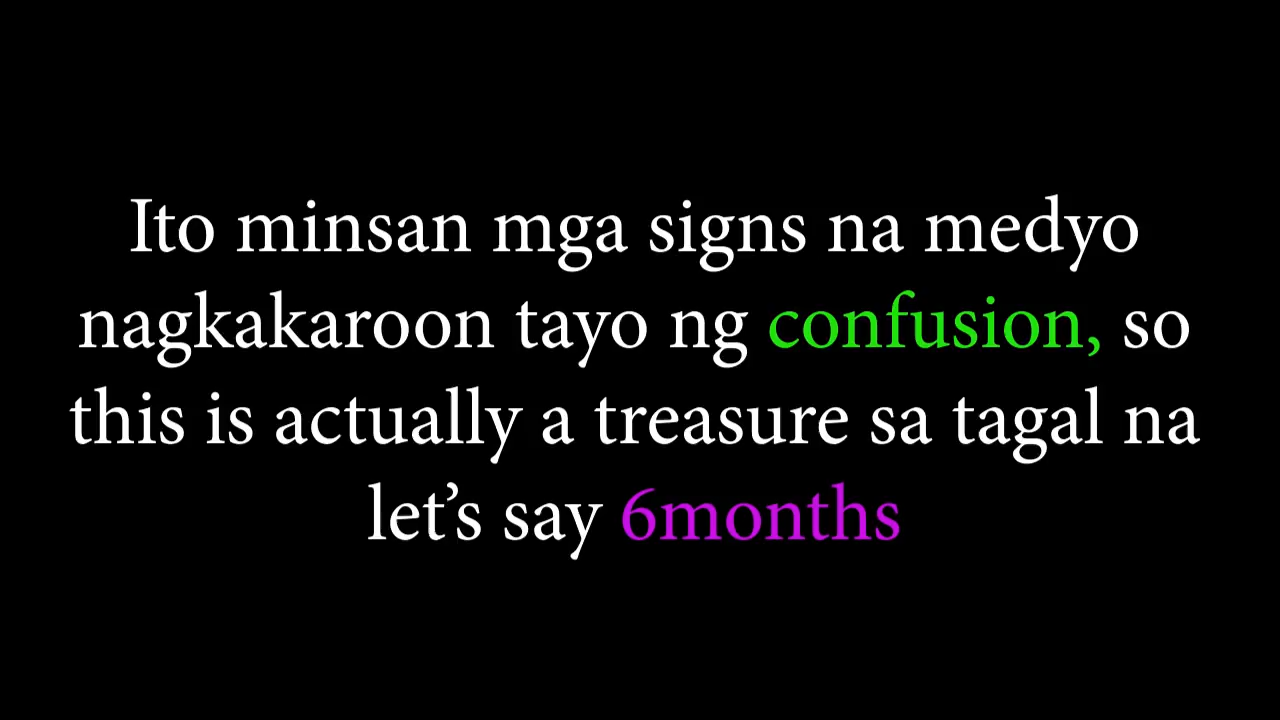 Ito minsan mga signs na medyo
nagkakaroon tayo ng confusion, so
this is actually a treasure sa tagal na
let’s say 6months